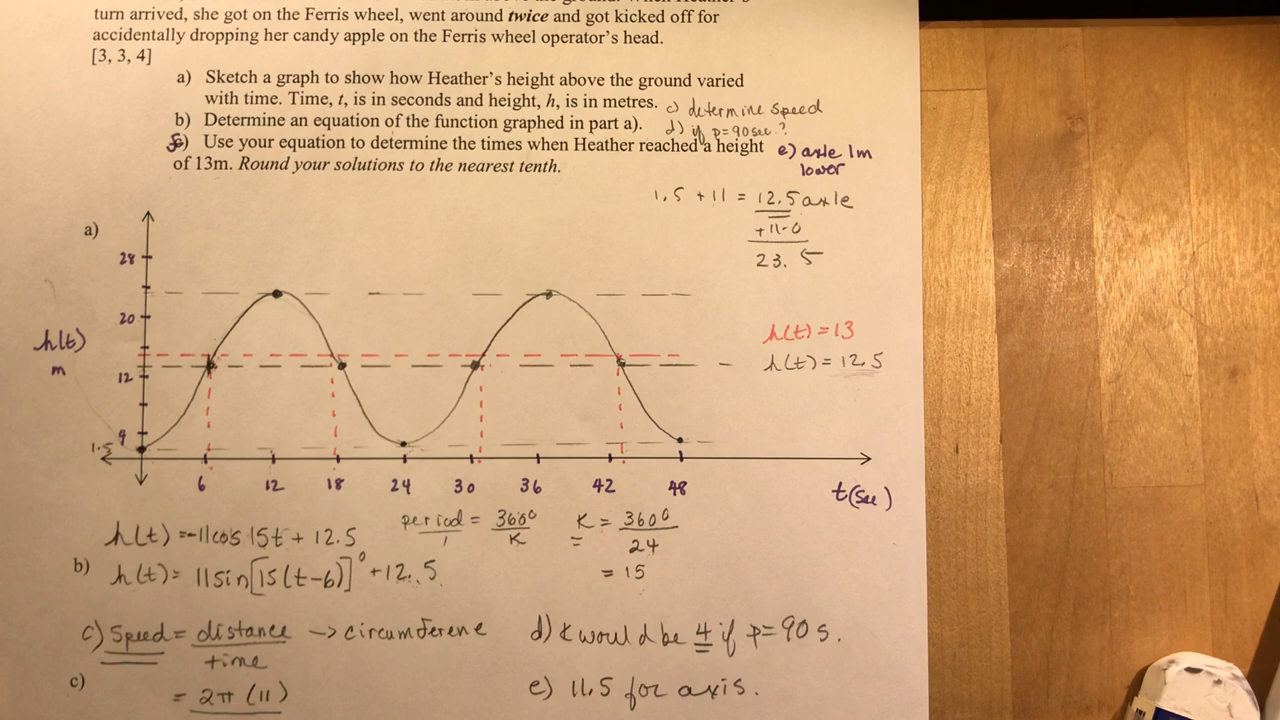 turn arrived, she got on the Ferris wheel, went around twice and got kicked off for
accidentally dropping her candy apple on the Ferris wheel operator's head.
[3, 3, 4]
a) Sketch a graph to show how Heather's height above the ground varied
with time. Time, t, is in seconds and height, h, is in metres.
c) determine speed
b) Determine an equation of the function graphed in part a).
d) if p=90sec?
) Use your equation to determine the times when Heather reached a height
of 13m. Round your solutions to the nearest tenth.
e) axle 1m
lower
1.5 + 11 = 12.5 axle
+11.0
23.5
a)
28
20
12
4
1.5
h(t)
m
h(t) = 13
h(t) = 12.5
6 12 18 24 30 36 42 48
t(sec)
h(t) = -11cos 15t + 12.5
period = 360°
1 K
K = 360°
24
= 15
b) h(t) = 11sin[15(t-6)]° + 12.5
c) Speed = distance -> circumferene
time
c)
= 2π (11)
d) K would be 4 if p=90 s.
e) 11.5 for axis.